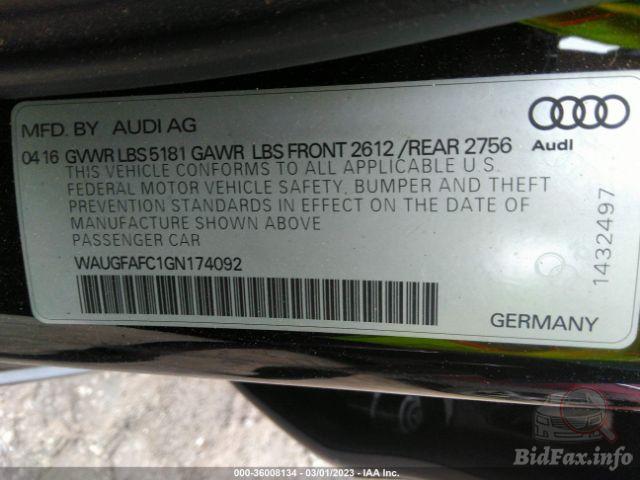 MFD. BY AUDI AG
04 16 GVWR LBS 5181 GAWR LBS FRONT 2612 /REAR 2756
THIS VEHICLE CONFORMS TO ALL APPLICABLE U.S.
FEDERAL MOTOR VEHICLE SAFETY, BUMPER AND THEFT
PREVENTION STANDARDS IN EFFECT ON THE DATE OF
MANUFACTURE SHOWN ABOVE
PASSENGER CAR
WAUGFAFC1GN174092
Audi
1432497
GERMANY
000-36008134 -- 03/01/2023 -- IAA Inc.
BidFax.info